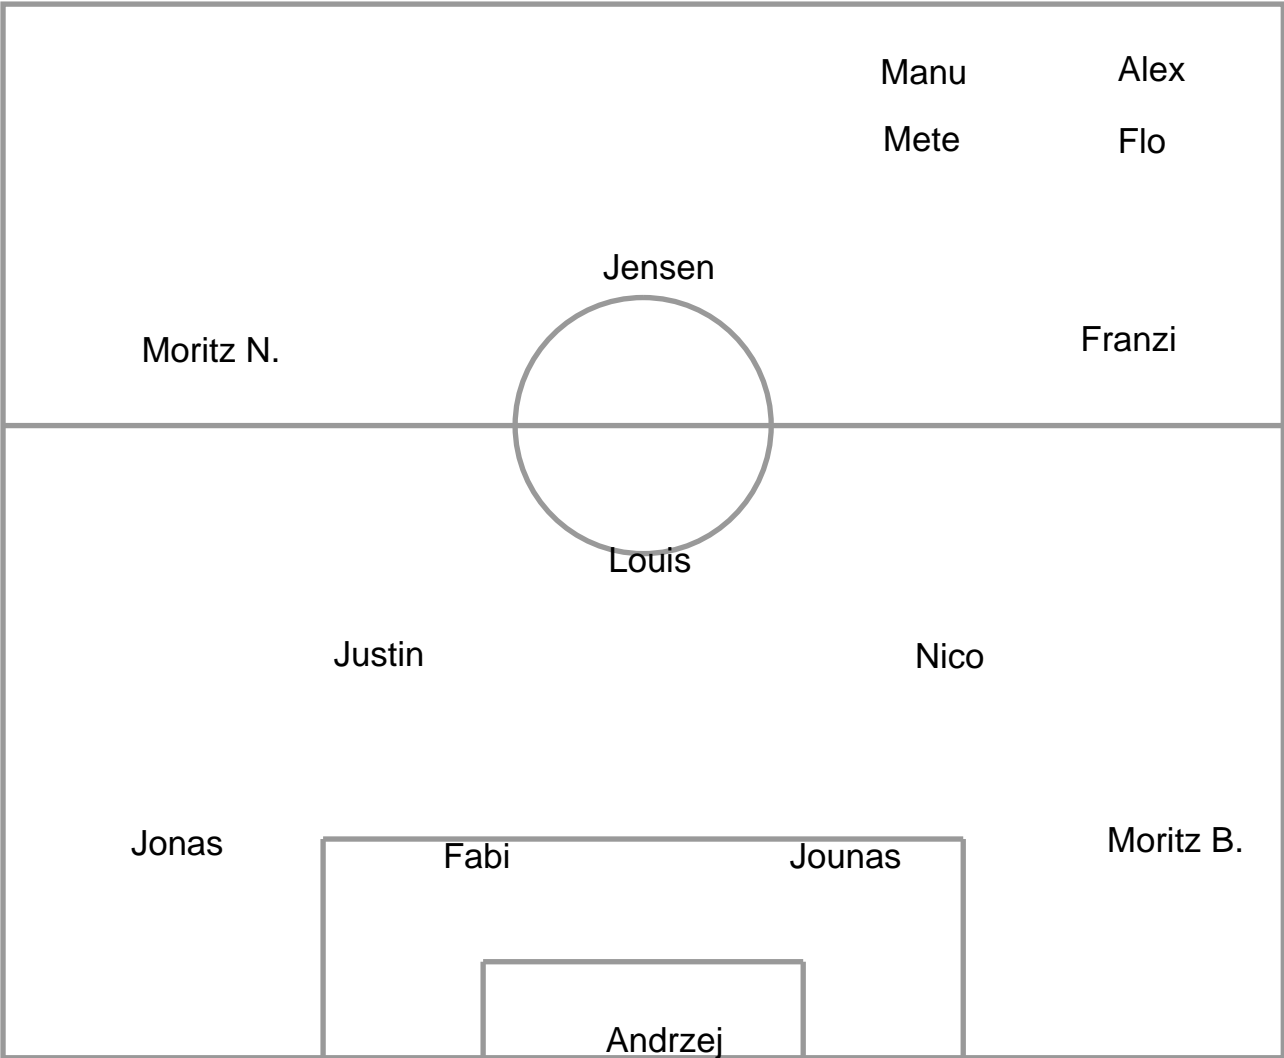 Manu Alex
Mete Flo
Jensen
Moritz N. Franzi
Louis
Justin Nico
Jonas Fabi Jounas Moritz B.
Andrzej